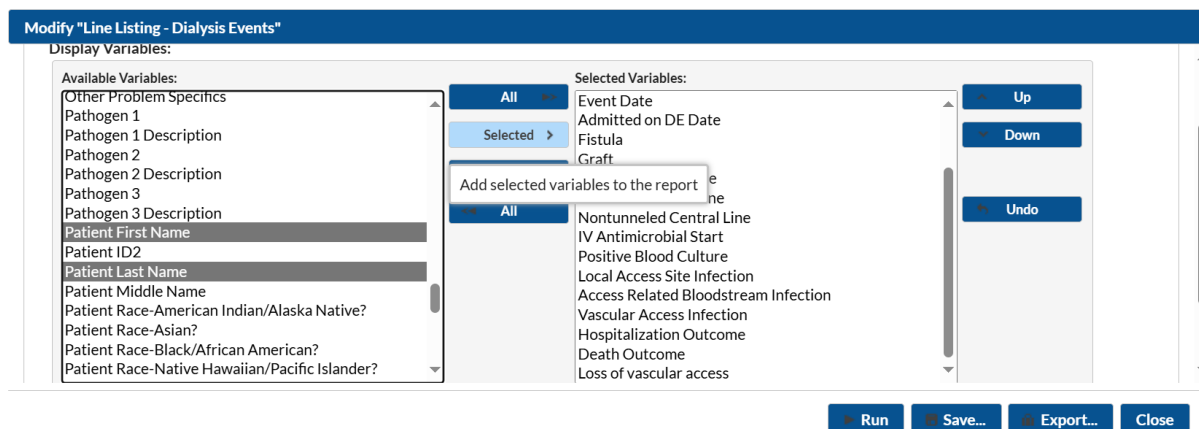 Modify "Line Listing - Dialysis Events"
Display Variables:
Available Variables:
Other Problem Specifics
Pathogen 1
Pathogen 1 Description
Pathogen 2
Pathogen 2 Description
Pathogen 3
Pathogen 3 Description
Patient First Name
Patient ID2
Patient Last Name
Patient Middle Name
Patient Race-American Indian/Alaska Native?
Patient Race-Asian?
Patient Race-Black/African American?
Patient Race-Native Hawaiian/Pacific Islander?
All
Selected
Add selected variables to the report
All
Selected Variables:
Event Date
Admitted on DE Date
Fistula
Graft
Nontunneled Central Line
IV Antimicrobial Start
Positive Blood Culture
Local Access Site Infection
Access Related Bloodstream Infection
Vascular Access Infection
Hospitalization Outcome
Death Outcome
Loss of vascular access
Up
Down
Undo
Run
Save...
Export...
Close